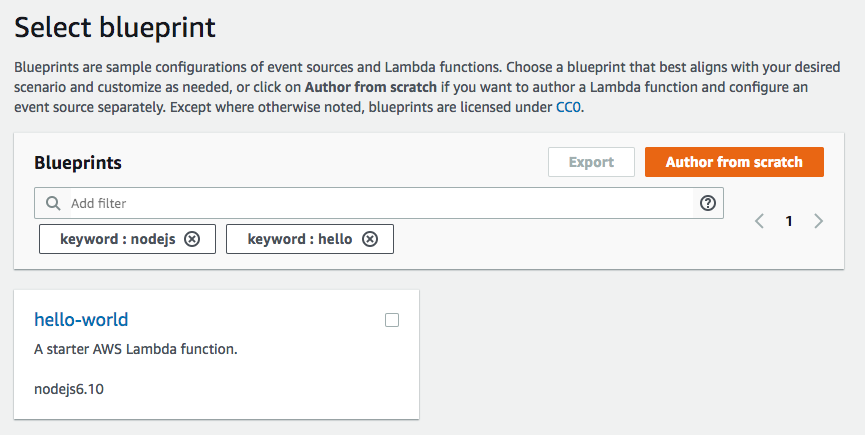 Select blueprint
Blueprints are sample configurations of event sources and Lambda functions. Choose a blueprint that best aligns with your desired
scenario and customize as needed, or click on Author from scratch if you want to author a Lambda function and configure an
event source separately. Except where otherwise noted, blueprints are licensed under CC0.
Blueprints
Export
Author from scratch
Add filter
?
1
keyword : nodejs
keyword : hello
hello-world
A starter AWS Lambda function.
nodejs6.10